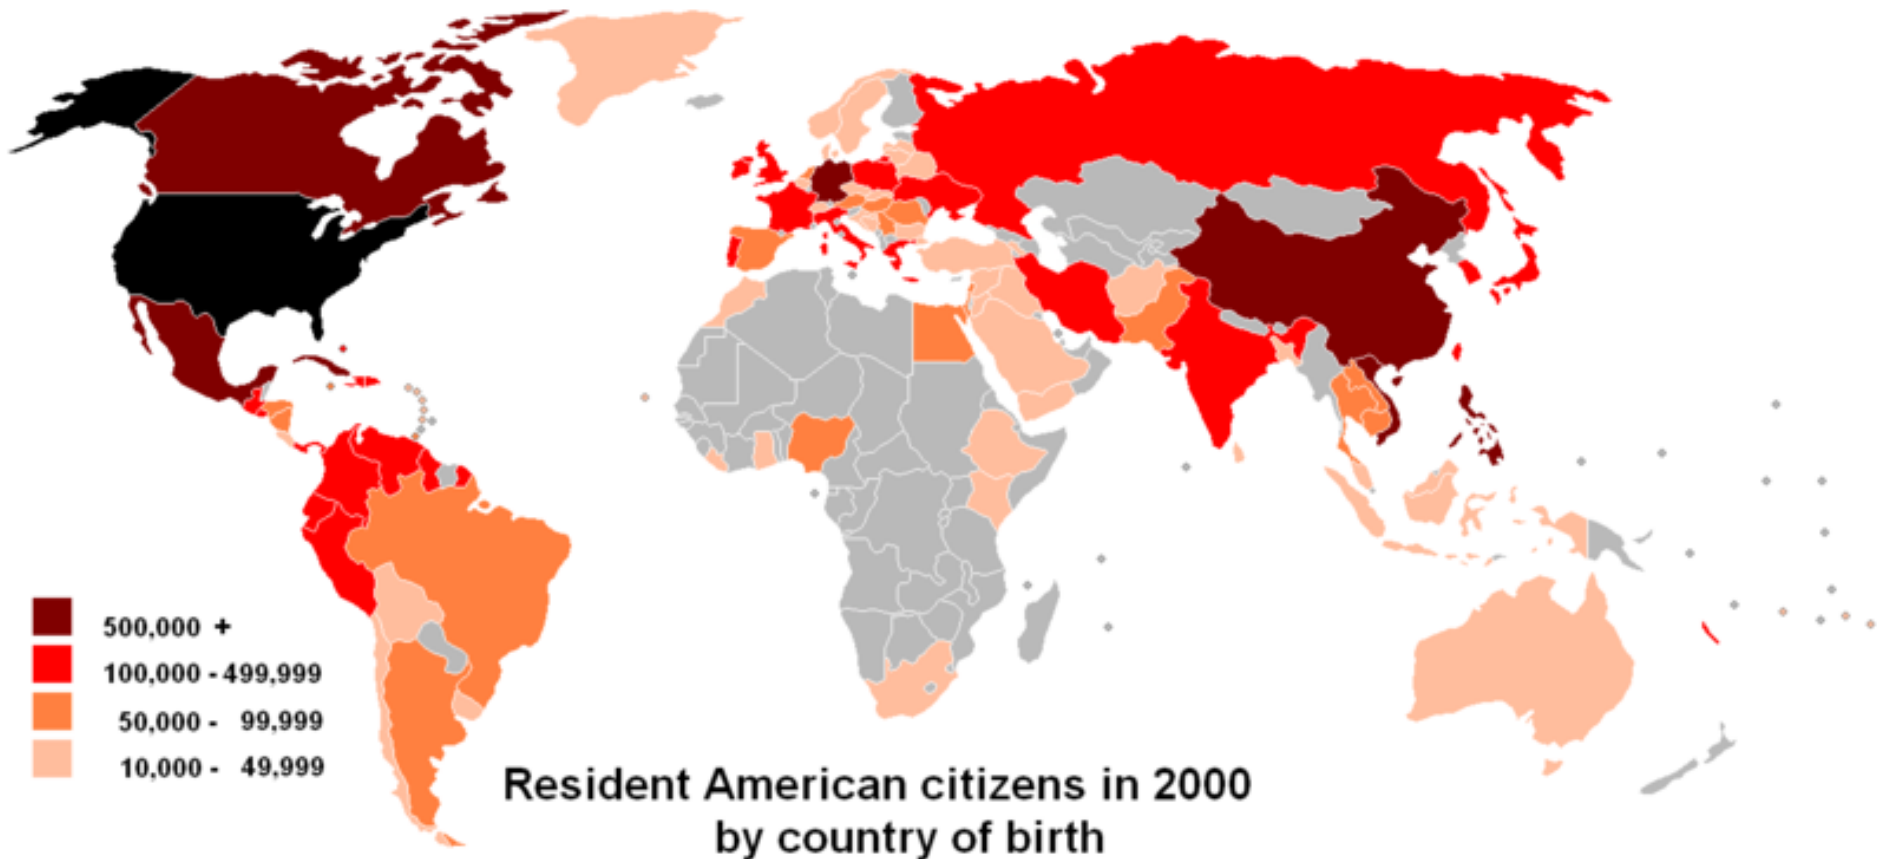 500,000 +
100,000 - 499,999
50,000 - 99,999
10,000 - 49,999
Resident American citizens in 2000
by country of birth